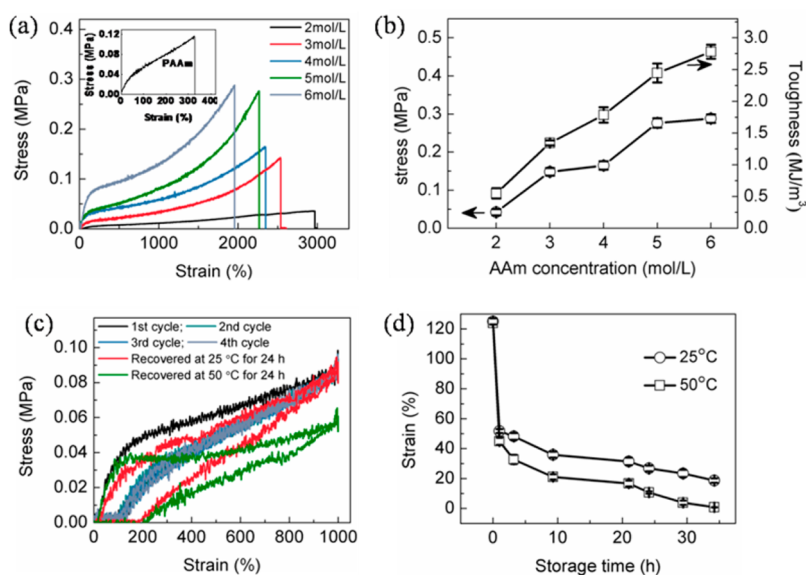 (a)
Stress (MPa)
0.4
0.3
0.2
0.1
0.0
0 1000 2000 3000
Strain (%)
2mol/L
3mol/L
4mol/L
5mol/L
6mol/L
Stress (MPa)
0.12
0.08
0.04
0.00
0 100 200 300 400
Strain (%)
PAAm
(b)
stress (MPa)
0.5
0.4
0.3
0.2
0.1
0.0
2 3 4 5 6
AAm concentration (mol/L)
3.0
2.5
2.0
1.5
1.0
0.5
0.0
Toughness (MJ/m³)
(c)
Stress (MPa)
0.10
0.08
0.06
0.04
0.02
0.00
0 200 400 600 800 1000
Strain (%)
1st cycle; 2nd cycle
3rd cycle; 4th cycle
Recovered at 25 °C for 24 h
Recovered at 50 °C for 24 h
(d)
Strain (%)
120
100
80
60
40
20
0
0 10 20 30
Storage time (h)
25°C
50°C